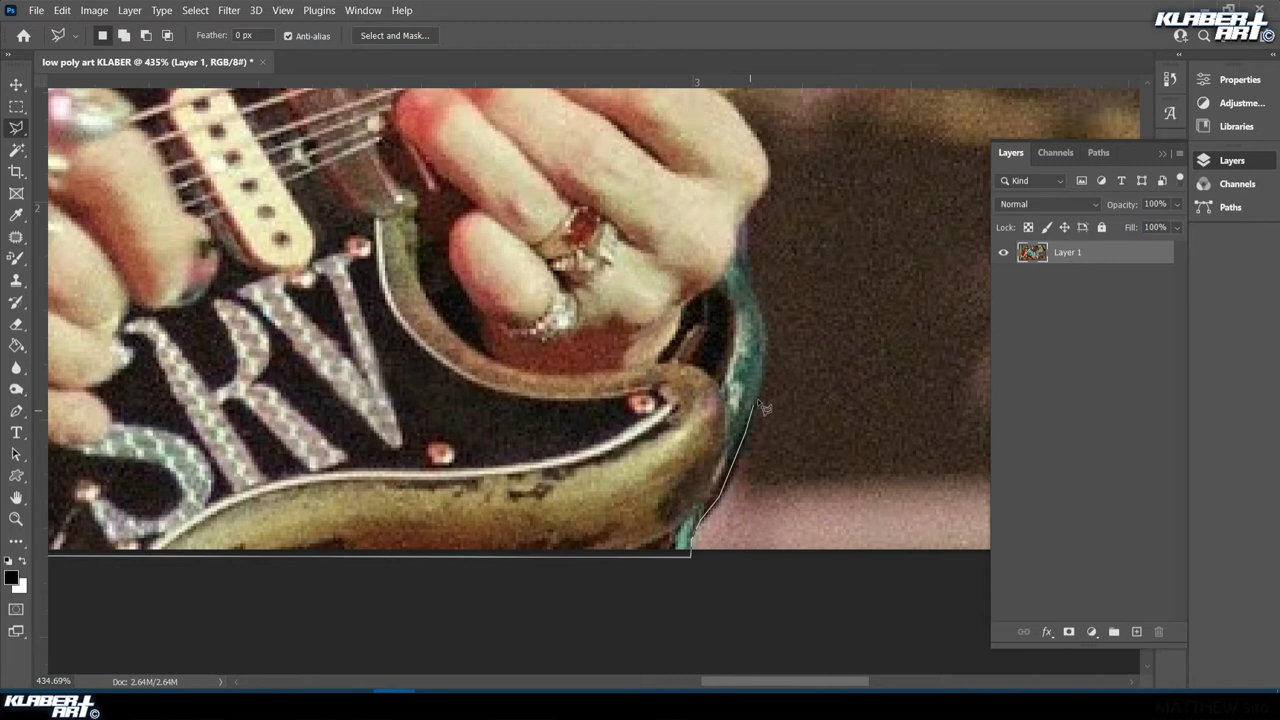 File Edit Image Layer Type Select Filter 3D View Plugins Window Help
KLABER ART ©
Feather: 0 px Anti-alias Select and Mask...
low poly art KLABER @ 435% (Layer 1, RGB/8#) * ×
3
2
SRV
Properties
Adjustme...
Libraries
Layers
Channels
Paths
Layers Channels Paths
Kind
Normal Opacity: 100%
Lock: Fill: 100%
Layer 1
fx
434.69% Doc: 2.64M/2.64M
KLABER ART ©